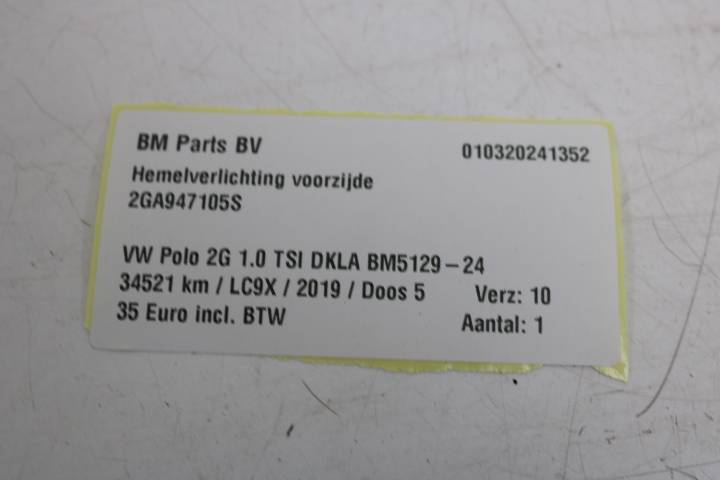 BM Parts BV 010320241352
Hemelverlichting voorzijde
2GA947105S
VW Polo 2G 1.0 TSI DKLA BM5129-24
34521 km / LC9X / 2019 / Doos 5 Verz: 10
35 Euro incl. BTW Aantal: 1